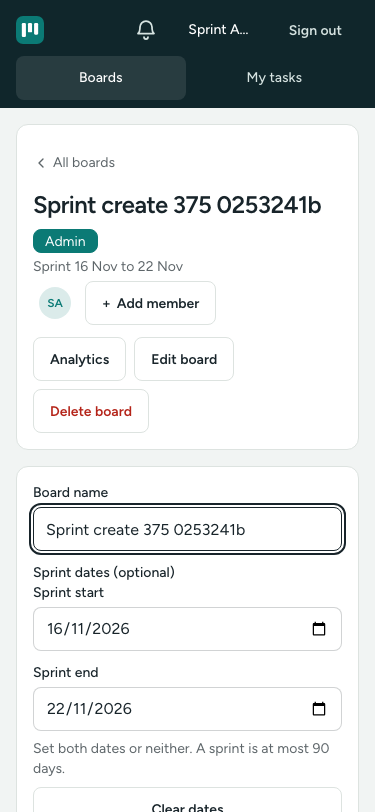 Sprint A...
Sign out
Boards
My tasks
All boards
Sprint create 375 0253241b
Admin
Sprint 16 Nov to 22 Nov
SA
+ Add member
Analytics
Edit board
Delete board
Board name
Sprint create 375 0253241b
Sprint dates (optional)
Sprint start
16/11/2026
Sprint end
22/11/2026
Set both dates or neither. A sprint is at most 90
days.
Clear dates